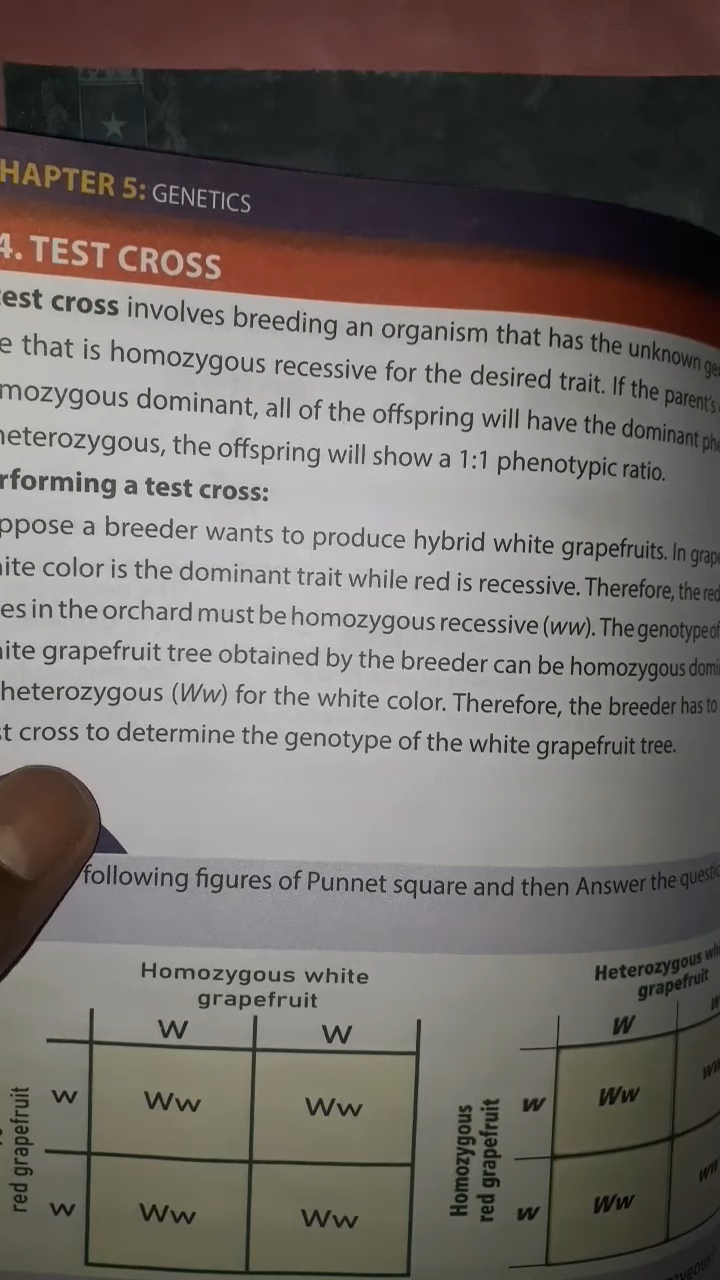 HAPTER 5: GENETICS
4. TEST CROSS
est cross involves breeding an organism that has the unknown
e that is homozygous recessive for the desired trait. If the parent's
mozygous dominant, all of the offspring will have the dominant
heterozygous, the offspring will show a 1:1 phenotypic ratio.
rforming a test cross:
ppose a breeder wants to produce hybrid white grapefruits. In
ite color is the dominant trait while red is recessive. Therefore, the red
es in the orchard must be homozygous recessive (ww). The genotype of
ite grapefruit tree obtained by the breeder can be homozygous
heterozygous (Ww) for the white color. Therefore, the breeder has to
t cross to determine the genotype of the white grapefruit tree.
following figures of Punnet square and then Answer the
Homozygous white
grapefruit
W W
w Ww Ww
w Ww Ww
red grapefruit
Heterozygous
grapefruit
W
w Ww
w Ww
Homozygous
red grapefruit